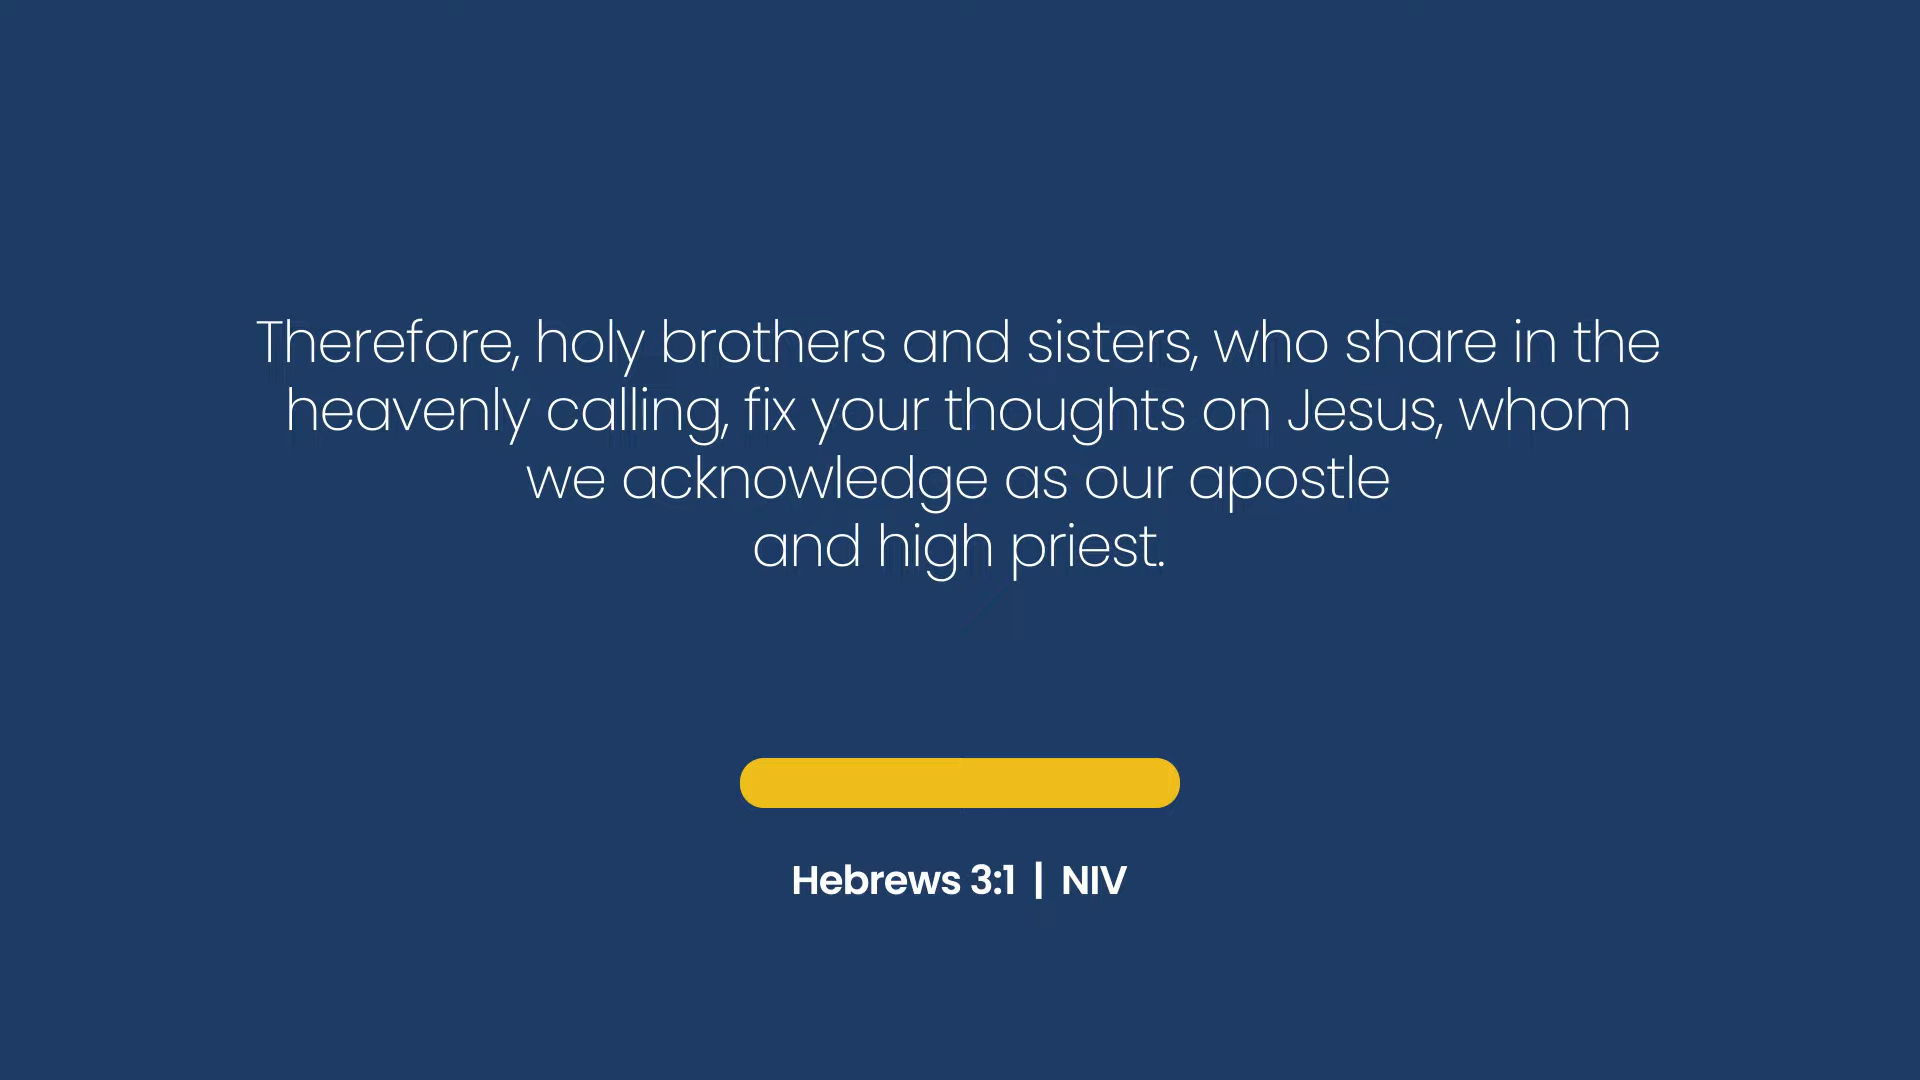 Therefore, holy brothers and sisters, who share in the
heavenly calling, fix your thoughts on Jesus, whom
we acknowledge as our apostle
and high priest.
Hebrews 3:1 | NIV